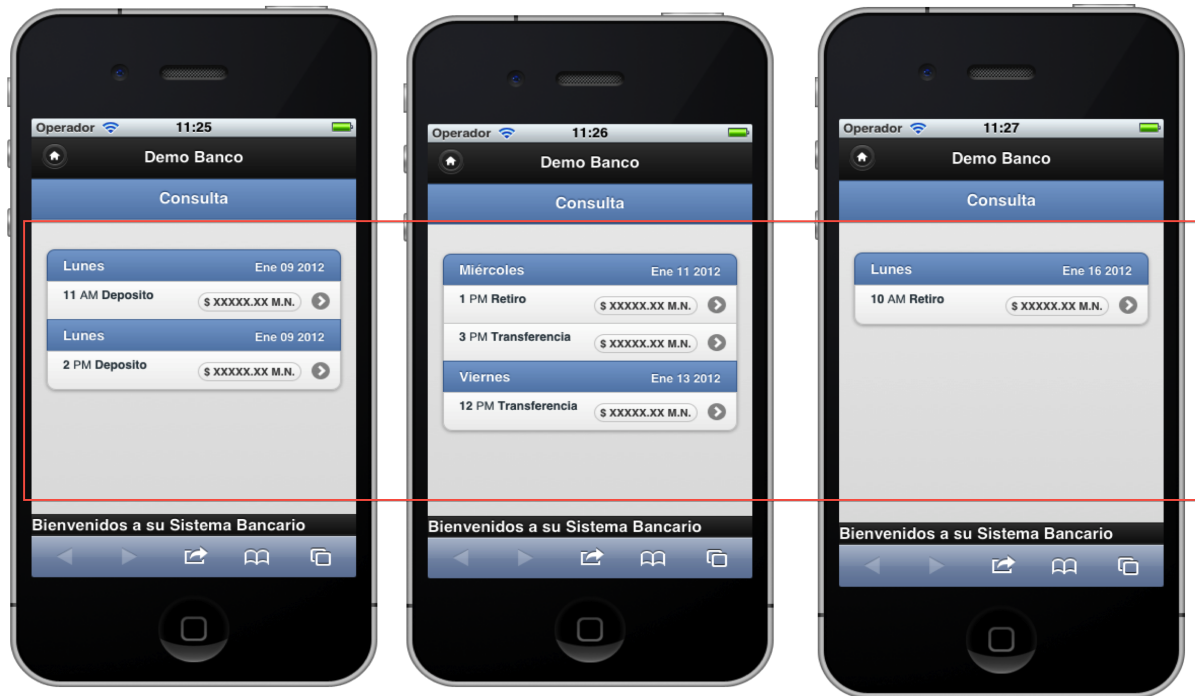 Operador 11:25
Demo Banco
Consulta
Lunes Ene 09 2012
11 AM Deposito $ XXXXX.XX M.N.
Lunes Ene 09 2012
2 PM Deposito $ XXXXX.XX M.N.
Bienvenidos a su Sistema Bancario
Operador 11:26
Demo Banco
Consulta
Miércoles Ene 11 2012
1 PM Retiro $ XXXXX.XX M.N.
3 PM Transferencia $ XXXXX.XX M.N.
Viernes Ene 13 2012
12 PM Transferencia $ XXXXX.XX M.N.
Bienvenidos a su Sistema Bancario
Operador 11:27
Demo Banco
Consulta
Lunes Ene 16 2012
10 AM Retiro $ XXXXX.XX M.N.
Bienvenidos a su Sistema Bancario